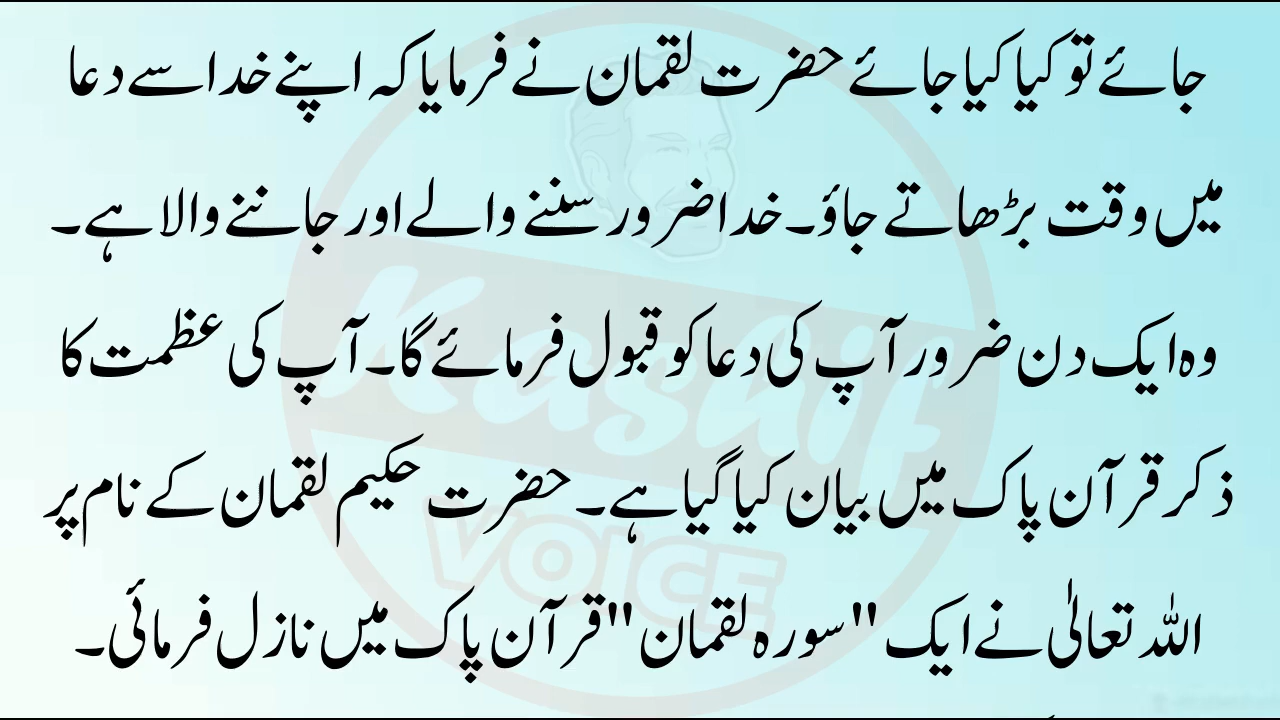 جائے تو کیا کیا جائے حضرت لقمان نے فرمایا کہ اپنے خدا سے دعا
میں وقت بڑھاتے جاؤ۔ خدا ضرور سننے والے اور جاننے والا ہے۔
وہ ایک دن ضرور آپ کی دعا کو قبول فرمائے گا۔ آپ کی عظمت کا
ذکر قرآن پاک میں بیان کیا گیا ہے۔ حضرت حکیم لقمان کے نام پر
اللہ تعالیٰ نے ایک "سورہ لقمان" قرآن پاک میں نازل فرمائی۔
Kashif
VOICE